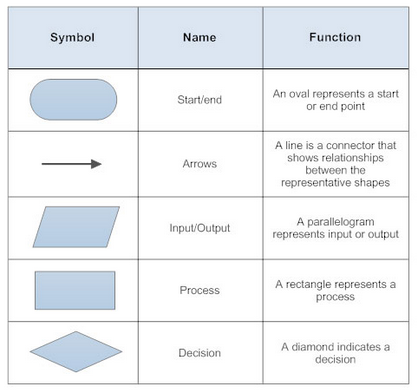 Symbol Name Function
Start/end
An oval represents a start
or end point
Arrows
A line is a connector that
shows relationships
between the
representative shapes
Input/Output
A parallelogram
represents input or output
Process
A rectangle represents a
process
Decision
A diamond indicates a
decision